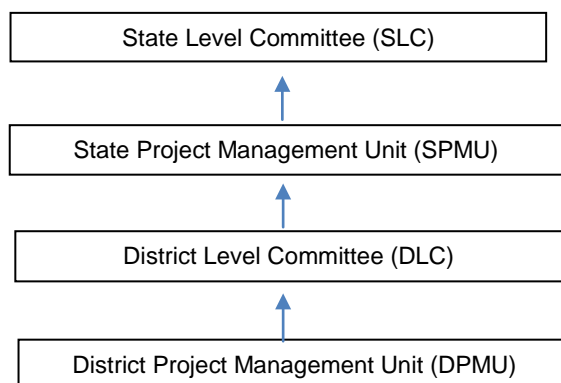 State Level Committee (SLC)
State Project Management Unit (SPMU)
District Level Committee (DLC)
District Project Management Unit (DPMU)